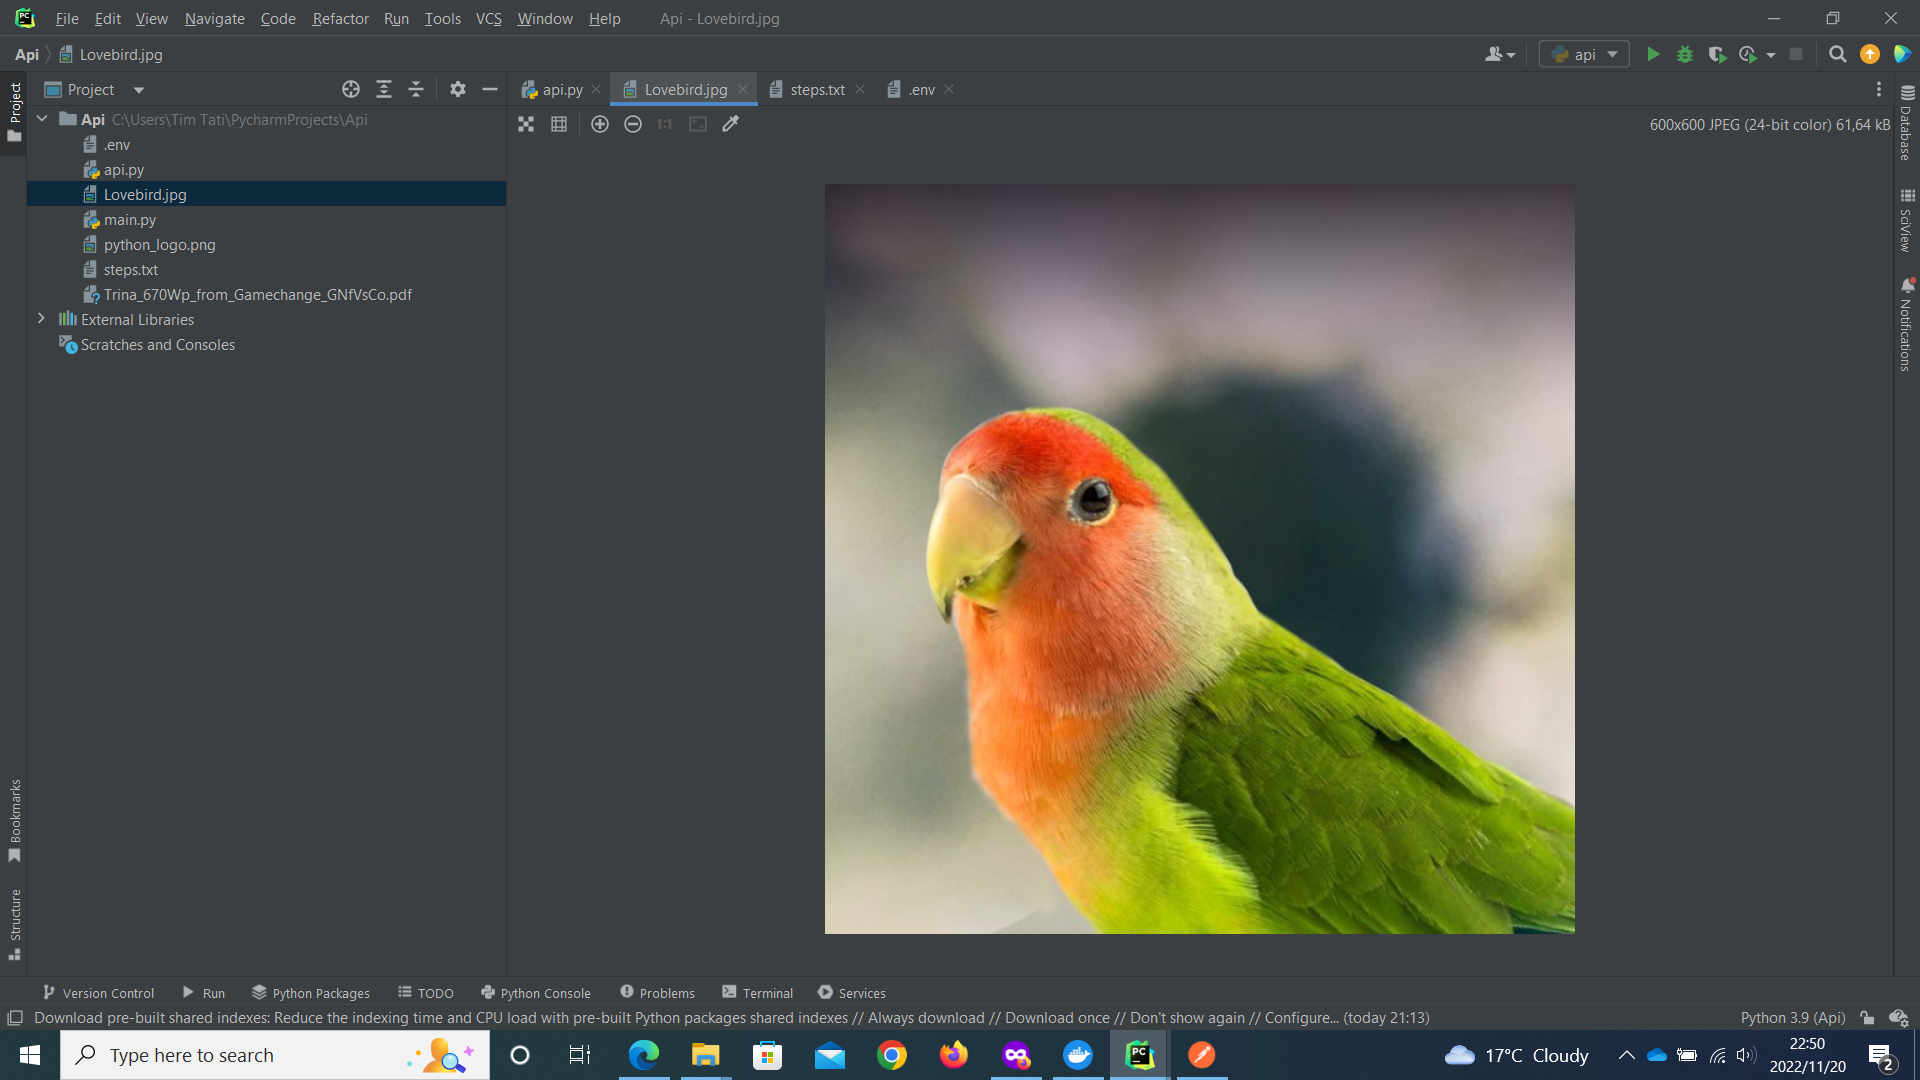 File Edit View Navigate Code Refactor Run Tools VCS Window Help Api - Lovebird.jpg
Api Lovebird.jpg
api
Project
api.py
Lovebird.jpg
steps.txt
.env
1:1
600x600 JPEG (24-bit color) 61,64 kB
Project
Api C:\Users\Tim Tati\PycharmProjects\Api
.env
api.py
Lovebird.jpg
main.py
python_logo.png
steps.txt
Trina_670Wp_from_Gamechange_GNfVsCo.pdf
External Libraries
Scratches and Consoles
Database
SciView
Notifications
Bookmarks
Structure
Version Control Run Python Packages TODO Python Console Problems Terminal Services
Download pre-built shared indexes: Reduce the indexing time and CPU load with pre-built Python packages shared indexes // Always download // Download once // Don't show again // Configure... (today 21:13) Python 3.9 (Api)
Type here to search
PC
17°C Cloudy
22:50
2022/11/20
2